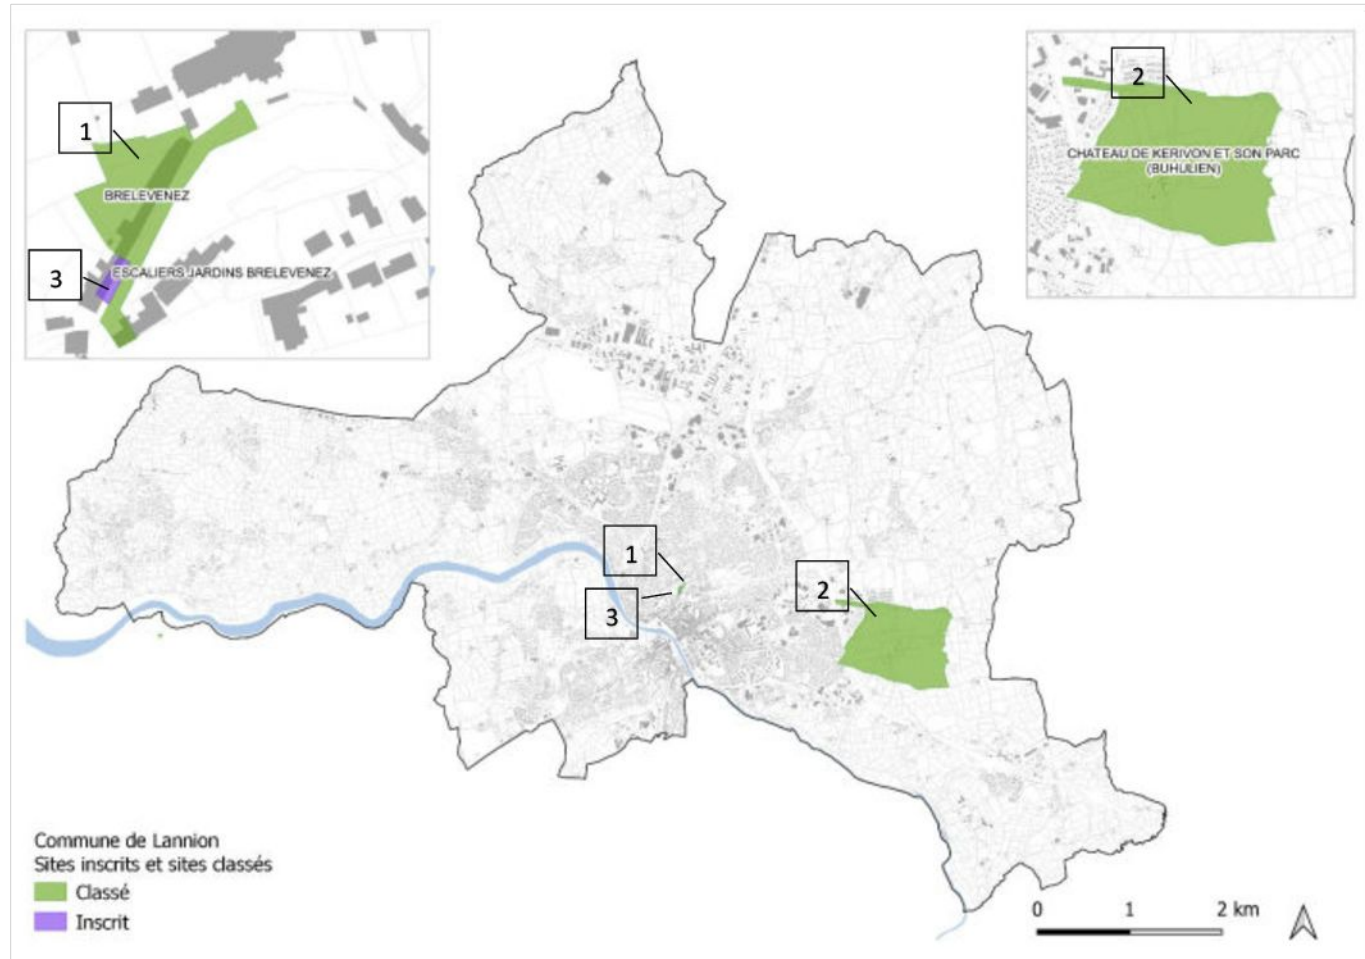 1
BRELEVENEZ
3
ESCALIERS JARDINS BRELEVENEZ
2
CHATEAU DE KERIVON ET SON PARC
(BUHULIEN)
1
2
3
Commune de Lannion
Sites inscrits et sites classés
Classé
Inscrit
0 1 2 km